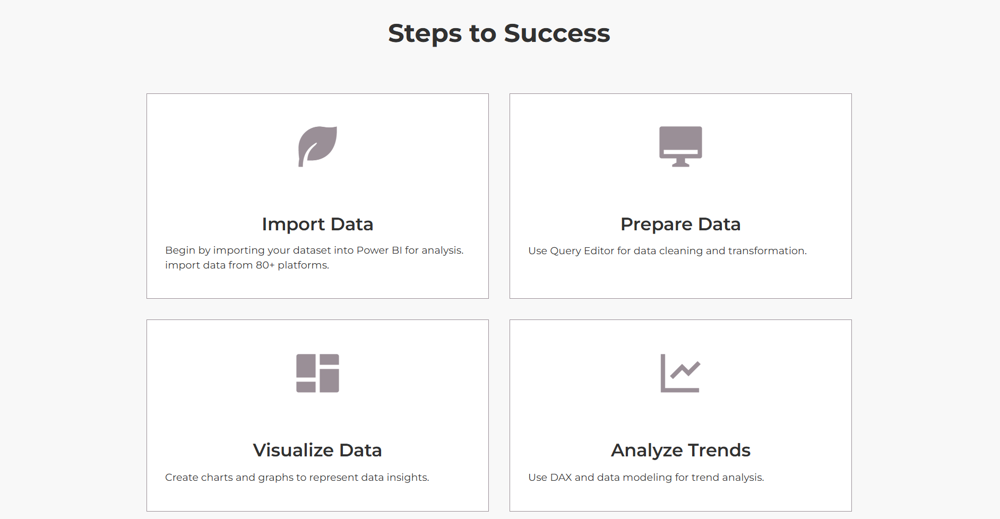 Steps to Success
Import Data
Begin by importing your dataset into Power BI for analysis.
import data from 80+ platforms.
Prepare Data
Use Query Editor for data cleaning and transformation.
Visualize Data
Create charts and graphs to represent data insights.
Analyze Trends
Use DAX and data modeling for trend analysis.